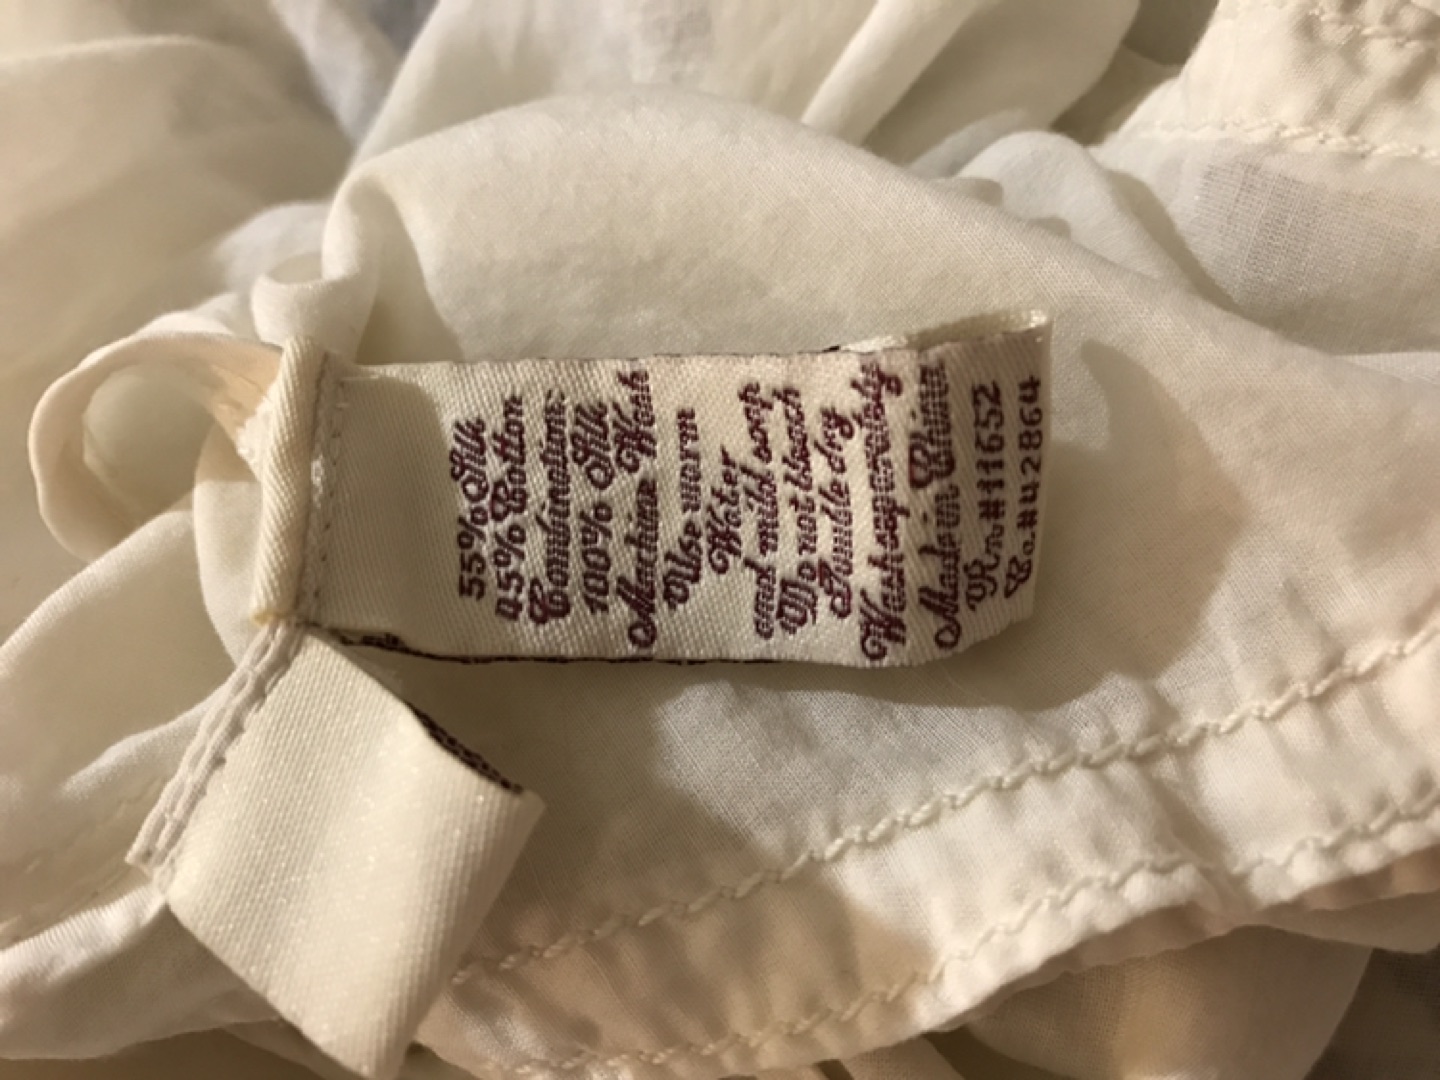 55% Silk
45% Cotton
Combination:
100% Silk
Machine Wash
Use warm
Water
and mild soap
Do not bleach
Tumble dry
Wash separately
Made in China
Rn#11652
Ca.#42864